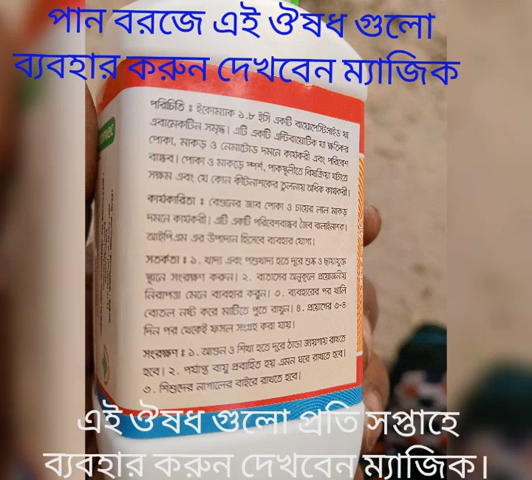 পান বরজে এই ঔষধ গুলো
ব্যবহার করুন দেখবেন ম্যাজিক
পরিচিতি : ইকোম্যাক ১.৮ ইসি একটি বায়োপেস্টিসাইড যা
এবামেকটিন সমৃদ্ধ। এটি একটি এন্টিবায়োটিক যা ক্ষতিকর
পোকা, মাকড় ও নেমাটোড দমনে কার্যকরী এবং পরিবেশ
বান্ধব। পোকা ও মাকড়ে স্পর্শ, পাকস্থলীতে বিষক্রিয়া ঘটাতে
সক্ষম এবং যে কোন কীটনাশকের তুলনায় অধিক কার্যকরী।
কার্যকারিতা : বেগুনের জাব পোকা ও চায়ের লাল মাকড়
দমনে কার্যকরী। এটি একটি পরিবেশবান্ধব জৈব বালাইনাশক।
আইপিএম এর উপাদান হিসেবে ব্যবহার যোগ্য।
সতর্কতা : ১. খাদ্য এবং পশুখাদ্য হতে দূরে শুষ্ক ও ছায়াযুক্ত
স্থানে সংরক্ষণ করুন। ২. বাতাসের অনুকূলে প্রয়োজনীয়
নিরাপত্তা মেনে ব্যবহার করুন। ৩. ব্যবহারের পর খালি
বোতল নষ্ট করে মাটিতে পুতে রাখুন। ৪. প্রয়োগের ৩-৪
দিন পর থেকেই ফসল সংগ্রহ করা যায়।
সংরক্ষণ : ১. আগুন ও শিখা হতে দূরে ঠান্ডা জায়গায় রাখতে
হবে। ২. পর্যাপ্ত বায়ু প্রবাহিত হয় এমন ঘরে রাখতে হবে।
৩. শিশুদের নাগালের বাইরে রাখতে হবে।
এই ঔষধ গুলো প্রতি সপ্তাহে
ব্যবহার করুন দেখবেন ম্যাজিক।